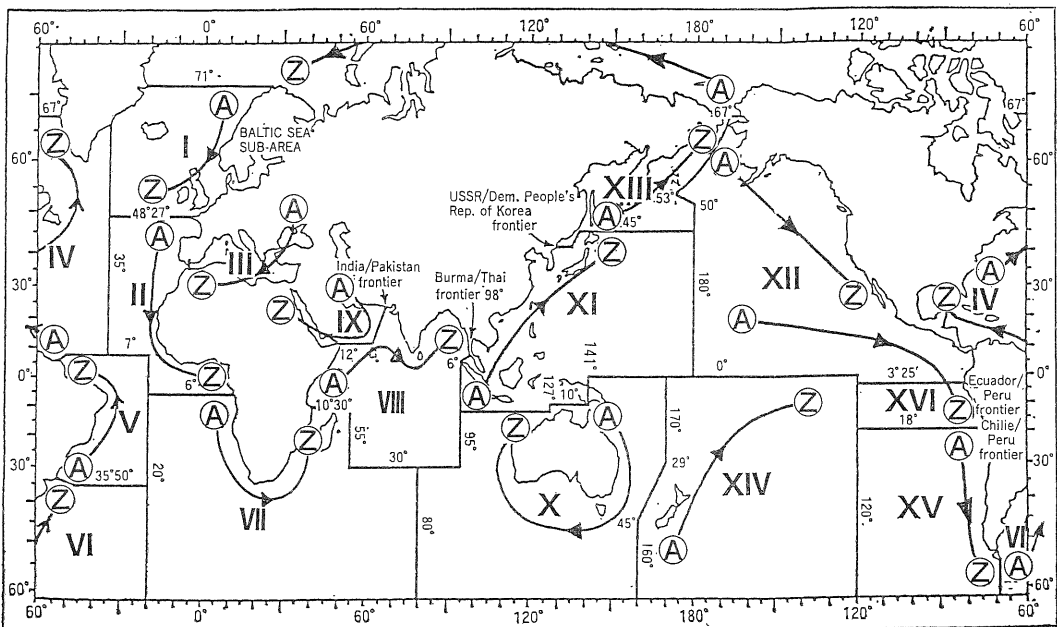 60° 0° 60° 120° 180° 120° 60°
71°
Z
A
67°
A
BALTIC SEA
SUB-AREA
I
Z
67°
Z
67°
60°
60°
Z
A
XIII
53°
USSR/Dem. People's
Rep. of Korea
frontier
50°
48°27'
A
A
A
45°
Z
IV
35°
III
India/Pakistan
frontier
Burma/Thai
frontier 98°
XII
A
IV
30°
II
Z
Z
A
IX
XI
180°
Z
Z
30°
A
7°
12°
Z
A
Z
Z
6°
A
6°
A
141°
0°
3°25'
Ecuador/
Peru
frontier
0°
0°
V
A
10°30'
VIII
127°
10°
A
170°
Z
XVI
18°
Z
Chilie/
Peru
frontier
Z
55°
95°
Z
A
A
35°50'
20°
30°
29°
30°
30°
Z
VII
X
XIV
VI
80°
45°
160°
A
120°
XV
VI
Z
A
60°
60°
60° 0° 60° 120° 180° 120° 60°